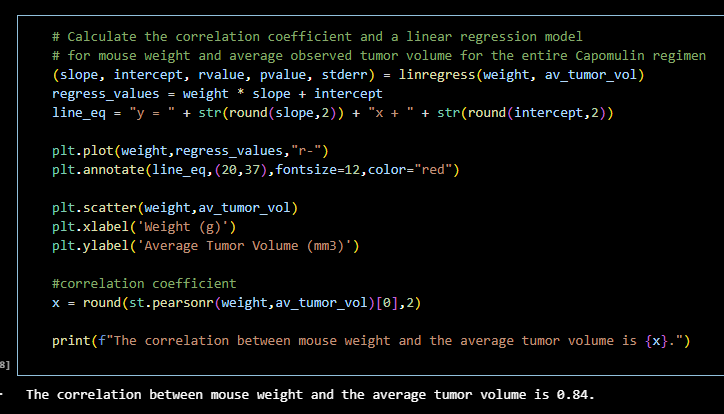 # Calculate the correlation coefficient and a linear regression model
# for mouse weight and average observed tumor volume for the entire Capomulin regimen
(slope, intercept, rvalue, pvalue, stderr) = linregress(weight, av_tumor_vol)
regress_values = weight * slope + intercept
line_eq = "y = " + str(round(slope,2)) + "x + " + str(round(intercept,2))
plt.plot(weight,regress_values,"r-")
plt.annotate(line_eq,(20,37),fontsize=12,color="red")
plt.scatter(weight,av_tumor_vol)
plt.xlabel('Weight (g)')
plt.ylabel('Average Tumor Volume (mm3)')
#correlation coefficient
x = round(st.pearsonr(weight,av_tumor_vol)[0],2)
print(f"The correlation between mouse weight and the average tumor volume is {x}.")
8]
The correlation between mouse weight and the average tumor volume is 0.84.